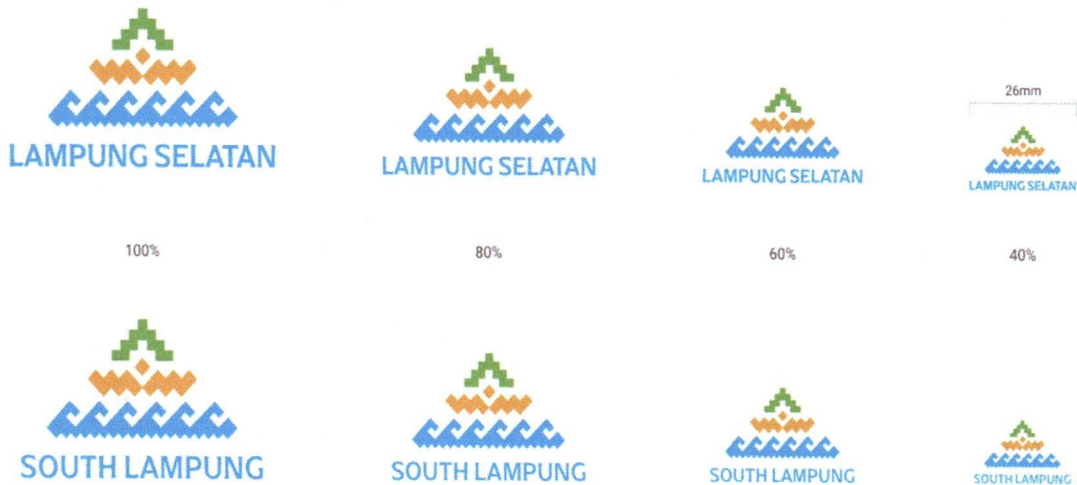 26mm
LAMPUNG SELATAN
LAMPUNG SELATAN
LAMPUNG SELATAN
LAMPUNG SELATAN
100%
80%
60%
40%
SOUTH LAMPUNG
SOUTH LAMPUNG
SOUTH LAMPUNG
SOUTH LAMPUNG